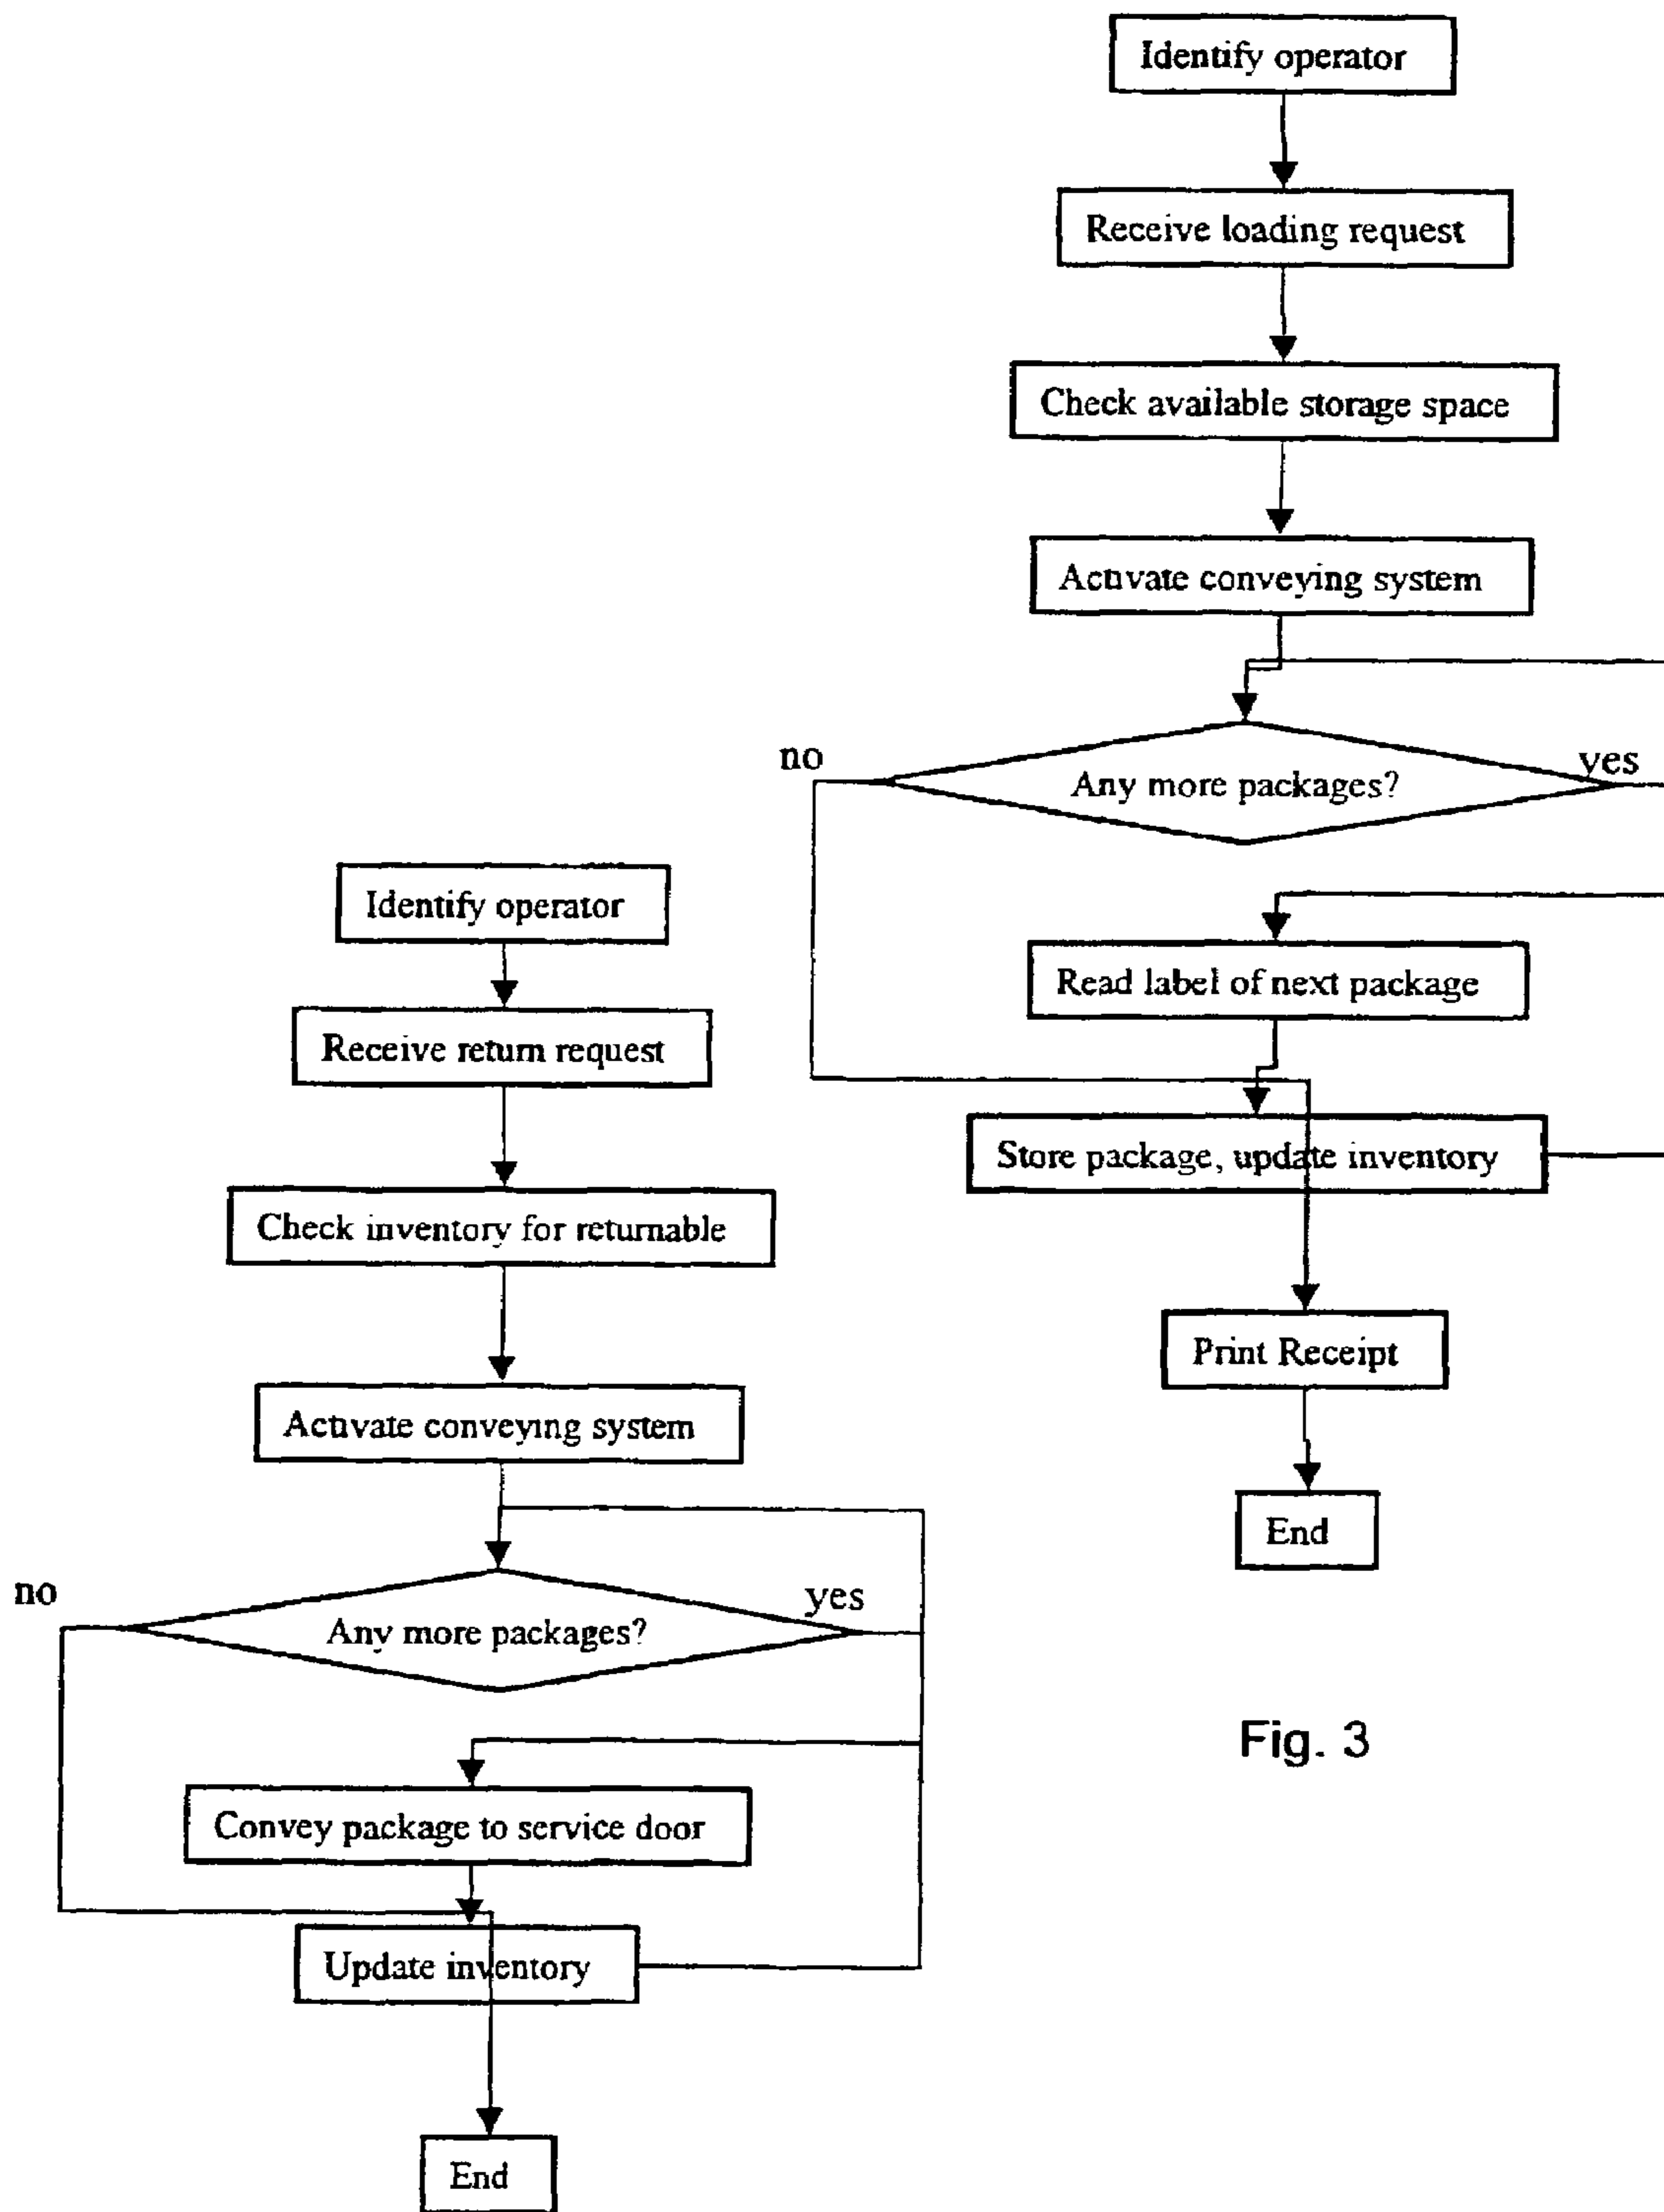 Identify operator
Receive loading request
Check available storage space
Activate conveying system
no
yes
Any more packages?
Read label of next package
Store package, update inventory
Print Receipt
End
Fig. 3
Identify operator
Receive return request
Check inventory for returnable
Activate conveying system
no
yes
Any more packages?
Convey package to service door
Update inventory
End